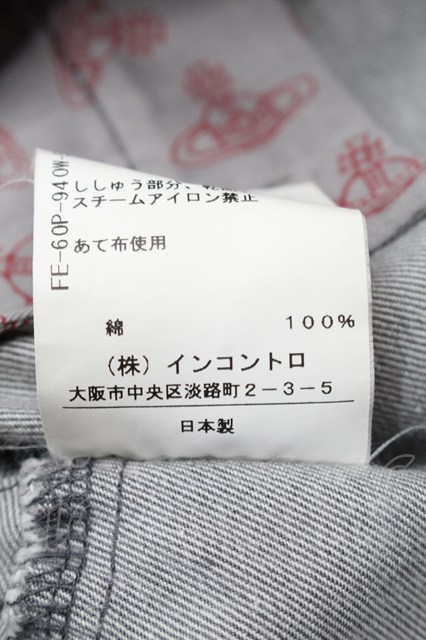 FE-60P-940W-
ししゅう部分、
スチームアイロン禁止
あて布使用
綿 100%
（株）インコントロ
大阪市中央区淡路町２－３－５
日本製